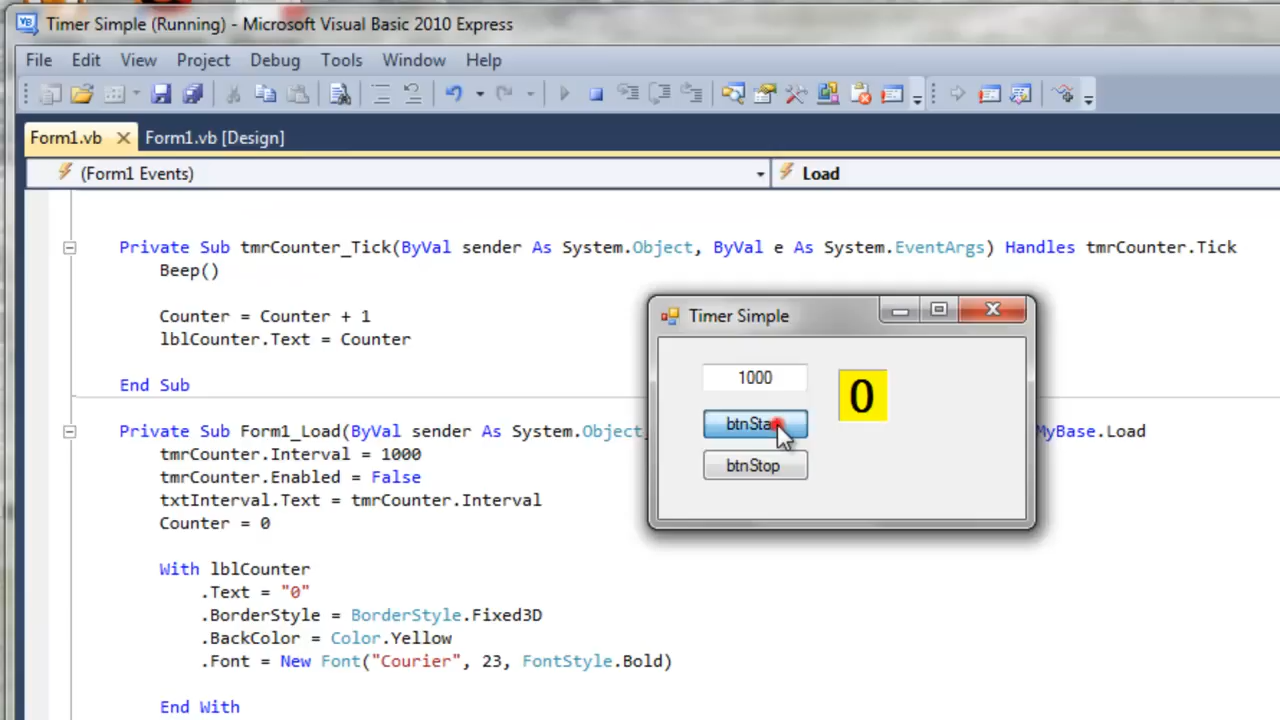 Timer Simple (Running) - Microsoft Visual Basic 2010 Express
File Edit View Project Debug Tools Window Help
Form1.vb Form1.vb [Design]
(Form1 Events) Load
Private Sub tmrCounter_Tick(ByVal sender As System.Object, ByVal e As System.EventArgs) Handles tmrCounter.Tick
Beep()
Counter = Counter + 1
lblCounter.Text = Counter
End Sub
Private Sub Form1_Load(ByVal sender As System.Object, MyBase.Load
tmrCounter.Interval = 1000
tmrCounter.Enabled = False
txtInterval.Text = tmrCounter.Interval
Counter = 0
With lblCounter
.Text = "0"
.BorderStyle = BorderStyle.Fixed3D
.BackColor = Color.Yellow
.Font = New Font("Courier", 23, FontStyle.Bold)
End With
Timer Simple
1000
0
btnStop